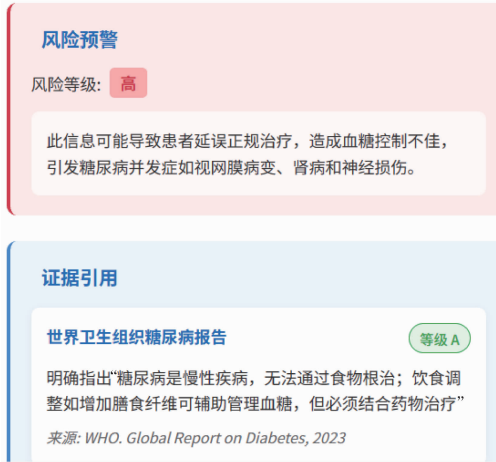 风险预警
风险等级: 高
此信息可能导致患者延误正规治疗，造成血糖控制不佳，
引发糖尿病并发症如视网膜病变、肾病和神经损伤。
证据引用
世界卫生组织糖尿病报告 等级 A
明确指出“糖尿病是慢性疾病，无法通过食物根治；饮食调
整如增加膳食纤维可辅助管理血糖，但必须结合药物治疗”
来源: WHO. Global Report on Diabetes, 2023